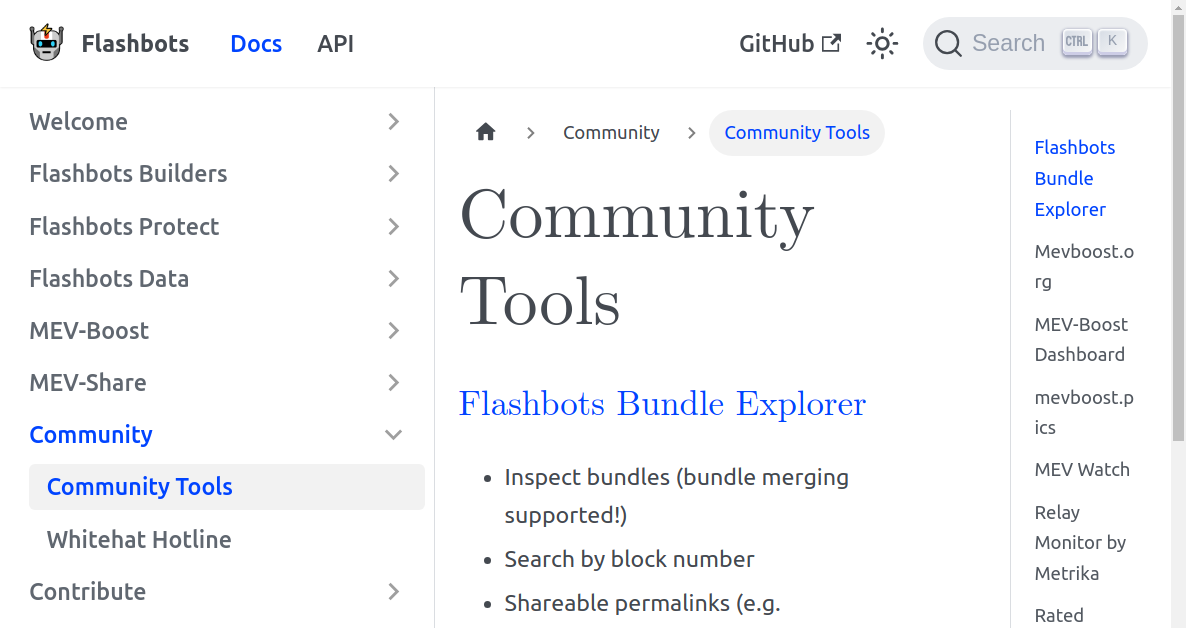 Flashbots
Docs
API
GitHub
Search
CTRL
K
Welcome
Flashbots Builders
Flashbots Protect
Flashbots Data
MEV-Boost
MEV-Share
Community
Community Tools
Whitehat Hotline
Contribute
Community
Community Tools
Community
Tools
Flashbots Bundle Explorer
Inspect bundles (bundle merging
supported!)
Search by block number
Shareable permalinks (e.g.
Flashbots
Bundle
Explorer
Mevboost.o
rg
MEV-Boost
Dashboard
mevboost.p
ics
MEV Watch
Relay
Monitor by
Metrika
Rated